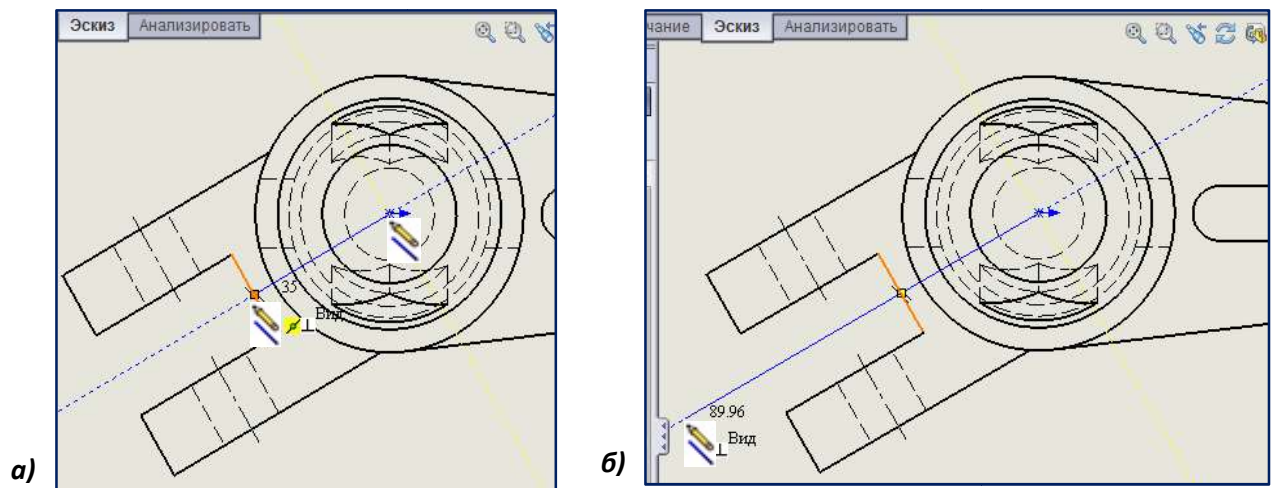 Эскиз Анализировать
35
Вид
а)
чание Эскиз Анализировать
89.96
Вид
б)